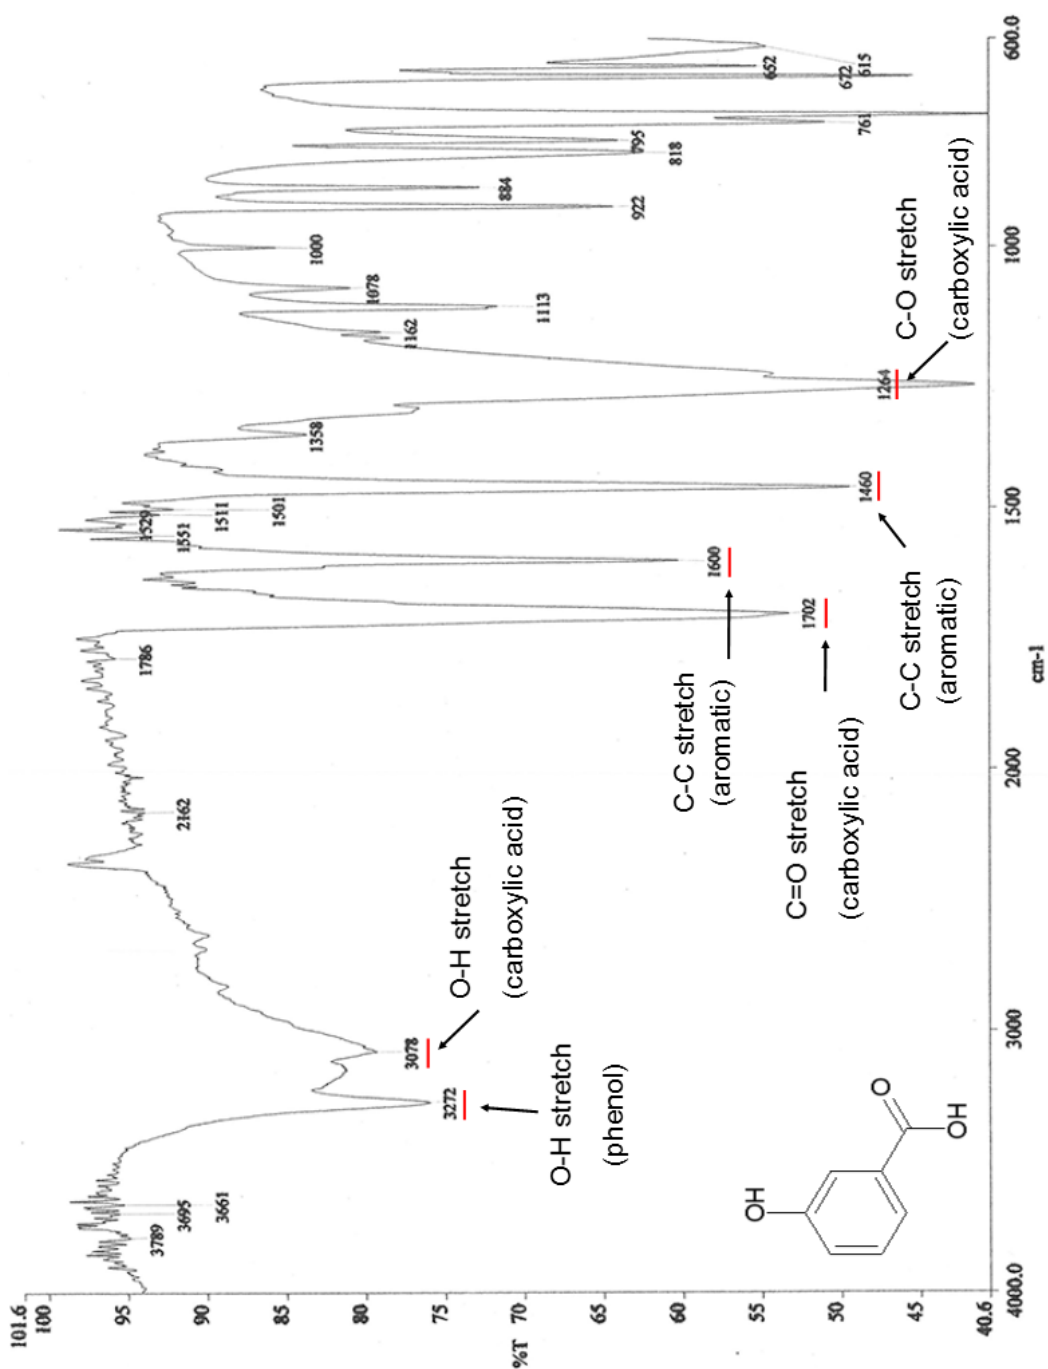 101.6
100
95
90
85
80
75
70
65
60
55
50
45
40.6
%T
4000.0
3000
2000
1500
1000
600.0
cm-1
3789
3695
3661
3272
O-H stretch
(phenol)
3078
O-H stretch
(carboxylic acid)
2162
1786
1702
C=O stretch
(carboxylic acid)
1600
C-C stretch
(aromatic)
1551
1529
1511
1501
1460
C-C stretch
(aromatic)
1358
1264
C-O stretch
(carboxylic acid)
1162
1113
1078
1000
922
884
818
795
761
672
652
615
OH
O
OH